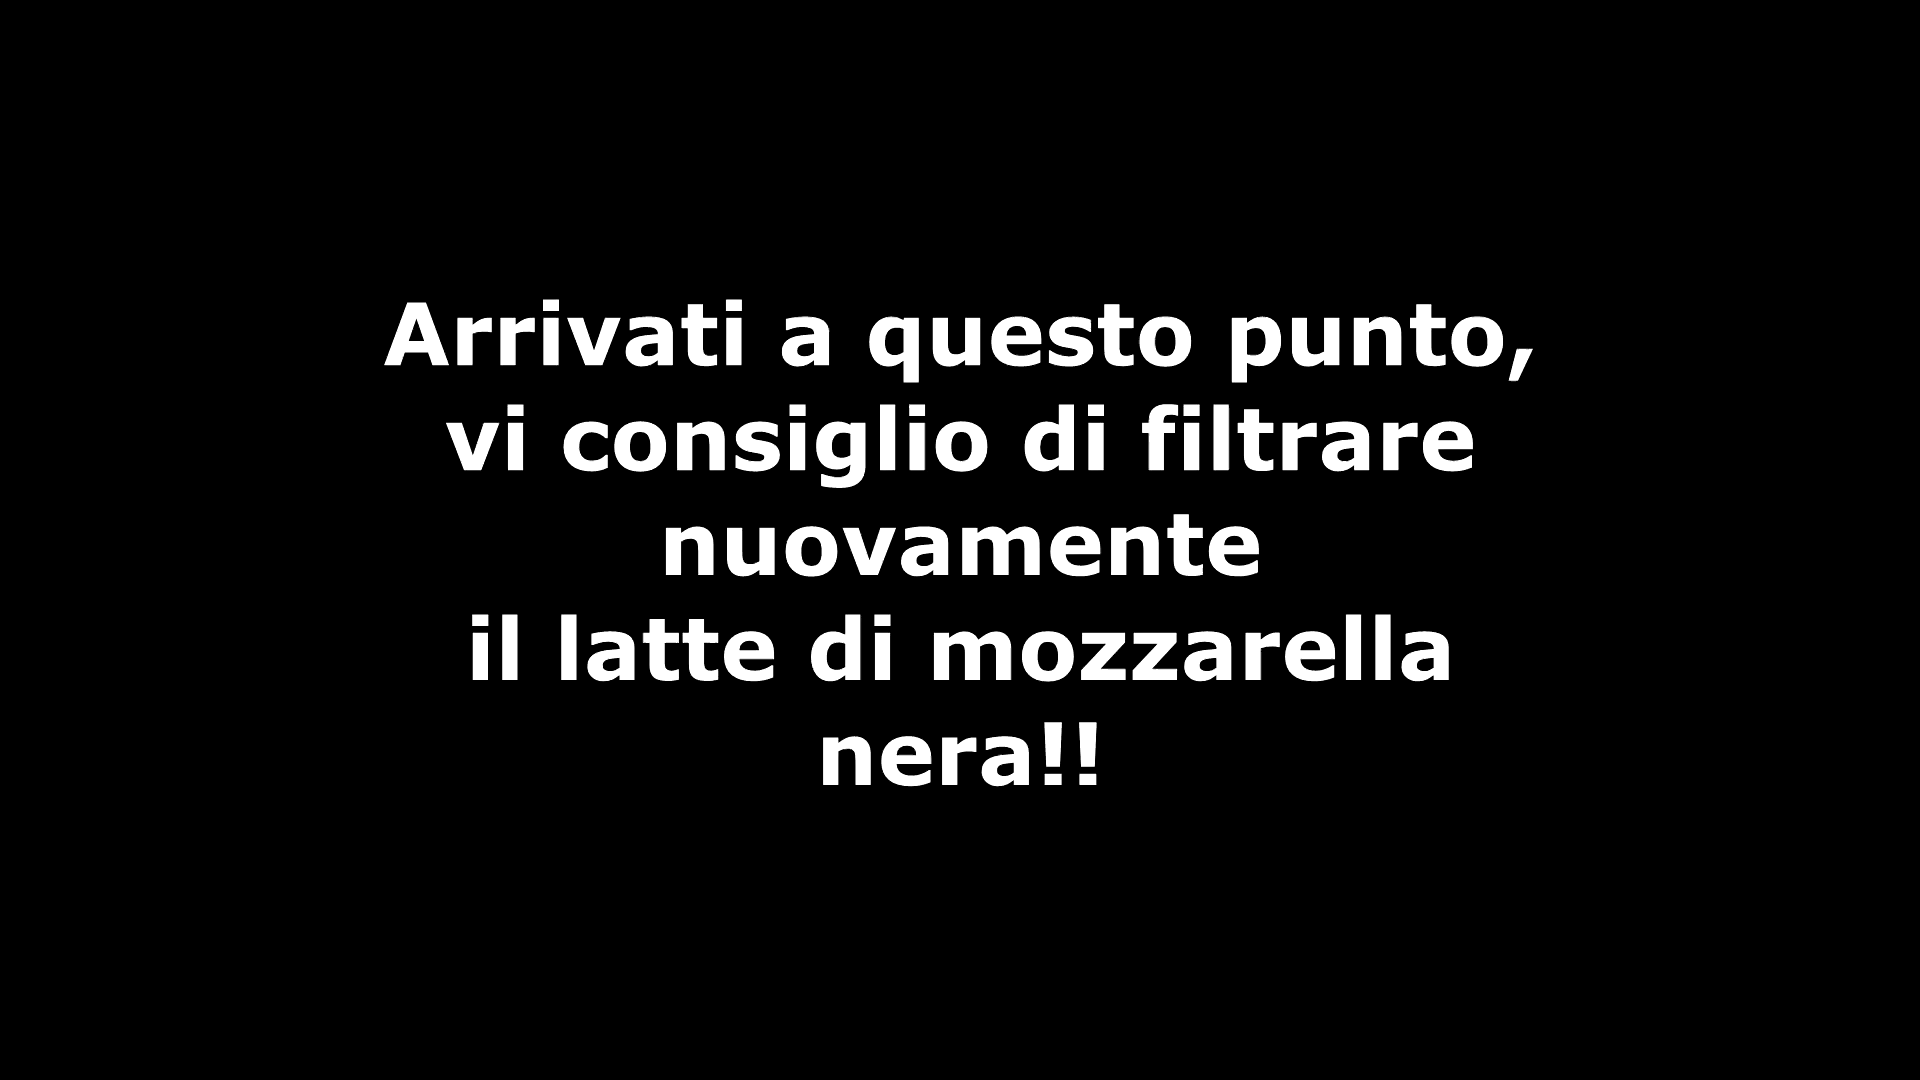 Arrivati a questo punto,
vi consiglio di filtrare
nuovamente
il latte di mozzarella
nera!!